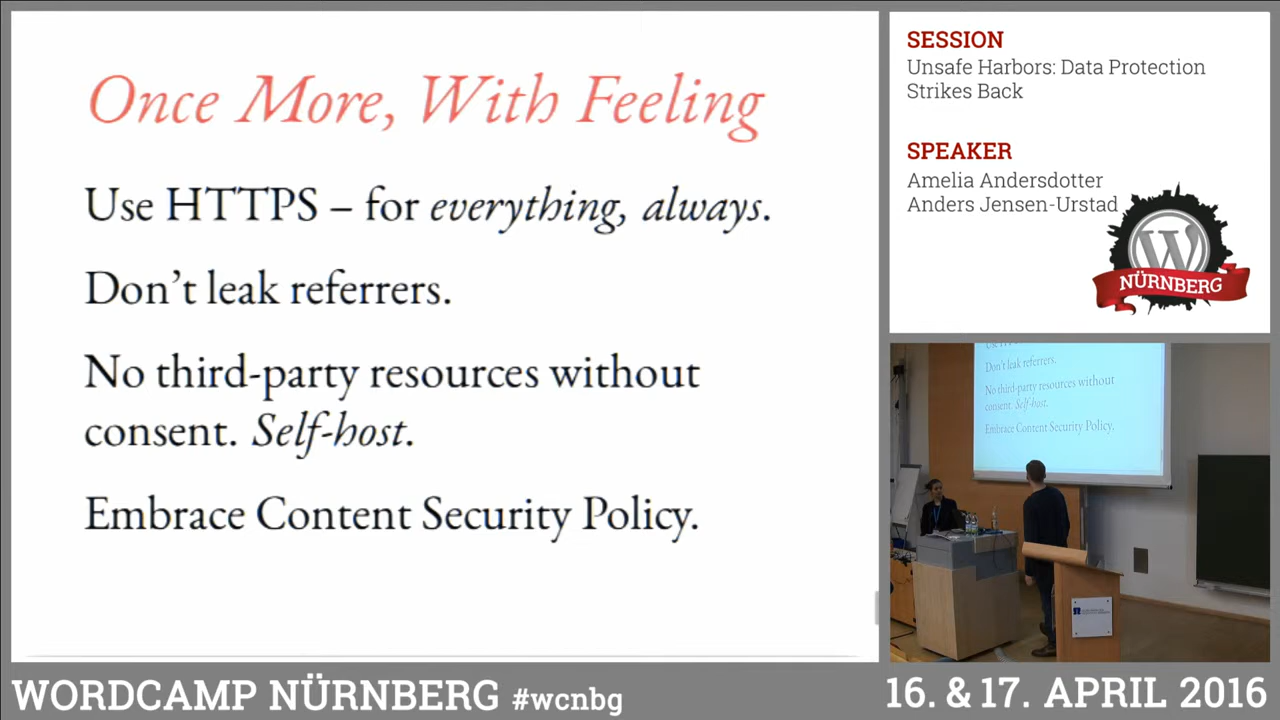 Once More, With Feeling
Use HTTPS – for everything, always.
Don't leak referrers.
No third-party resources without
consent. Self-host.
Embrace Content Security Policy.
SESSION
Unsafe Harbors: Data Protection
Strikes Back
SPEAKER
Amelia Andersdotter
Anders Jensen-Urstad
W
NÜRNBERG
Don't leak referrers.
No third-party resources without
consent. Self-host.
Embrace Content Security Policy.
WORDCAMP NÜRNBERG #wcnbg
16. & 17. APRIL 2016